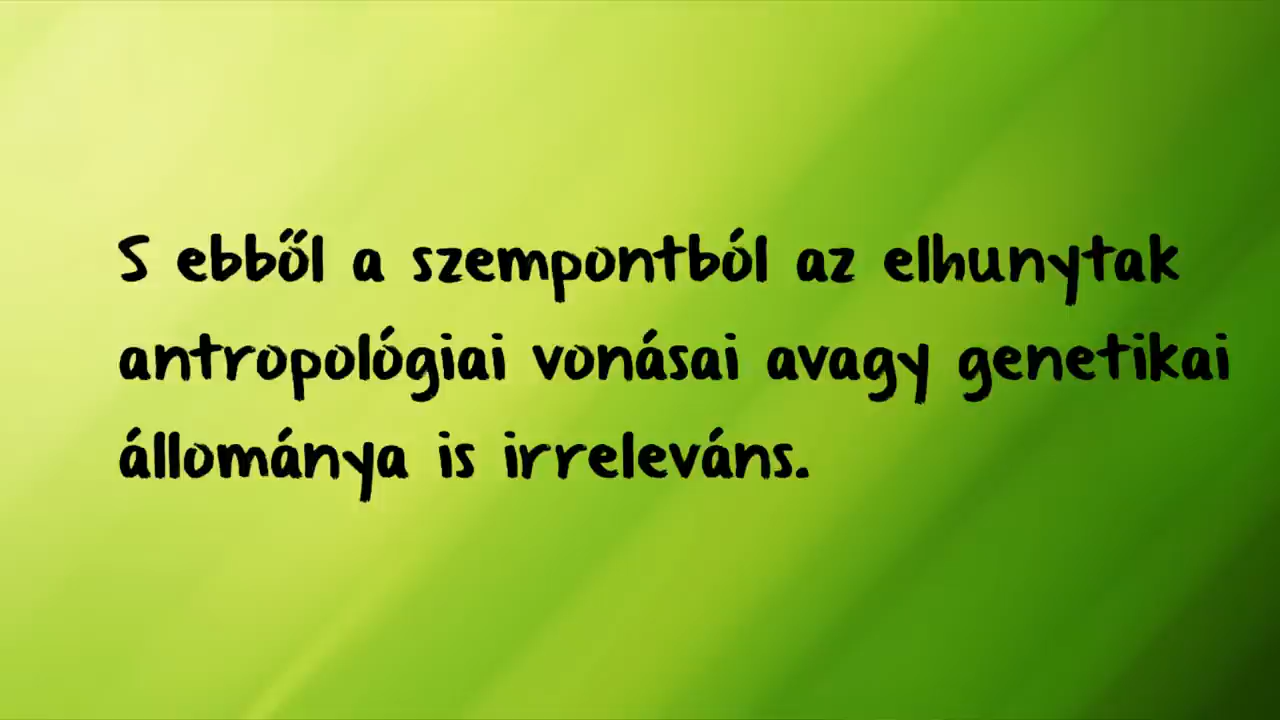 S ebből a szempontból az elhunytak
antropológiai vonásai avagy genetikai
állománya is irreleváns.